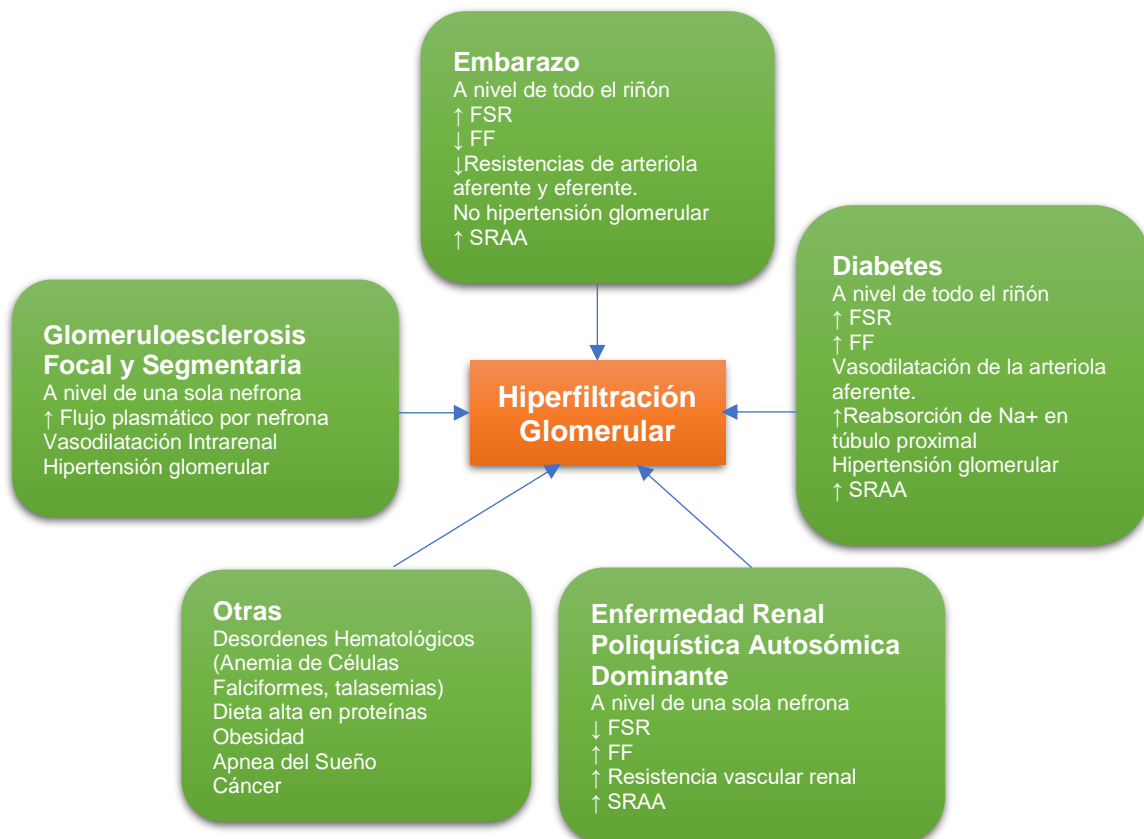 Embarazo
A nivel de todo el riñón
↑ FSR
↓ FF
↓Resistencias de arteriola
aferente y eferente.
No hipertensión glomerular
↑ SRAA
Diabetes
A nivel de todo el riñón
↑ FSR
↑ FF
Vasodilatación de la arteriola
aferente.
↑Reabsorción de Na+ en
túbulo proximal
Hipertensión glomerular
↑ SRAA
Glomeruloesclerosis
Focal y Segmentaria
A nivel de una sola nefrona
↑ Flujo plasmático por nefrona
Vasodilatación Intrarenal
Hipertensión glomerular
Hiperfiltración
Glomerular
Otras
Desordenes Hematológicos
(Anemia de Células
Falciformes, talasemias)
Dieta alta en proteínas
Obesidad
Apnea del Sueño
Cáncer
Enfermedad Renal
Poliquística Autosómica
Dominante
A nivel de una sola nefrona
↓ FSR
↑ FF
↑ Resistencia vascular renal
↑ SRAA